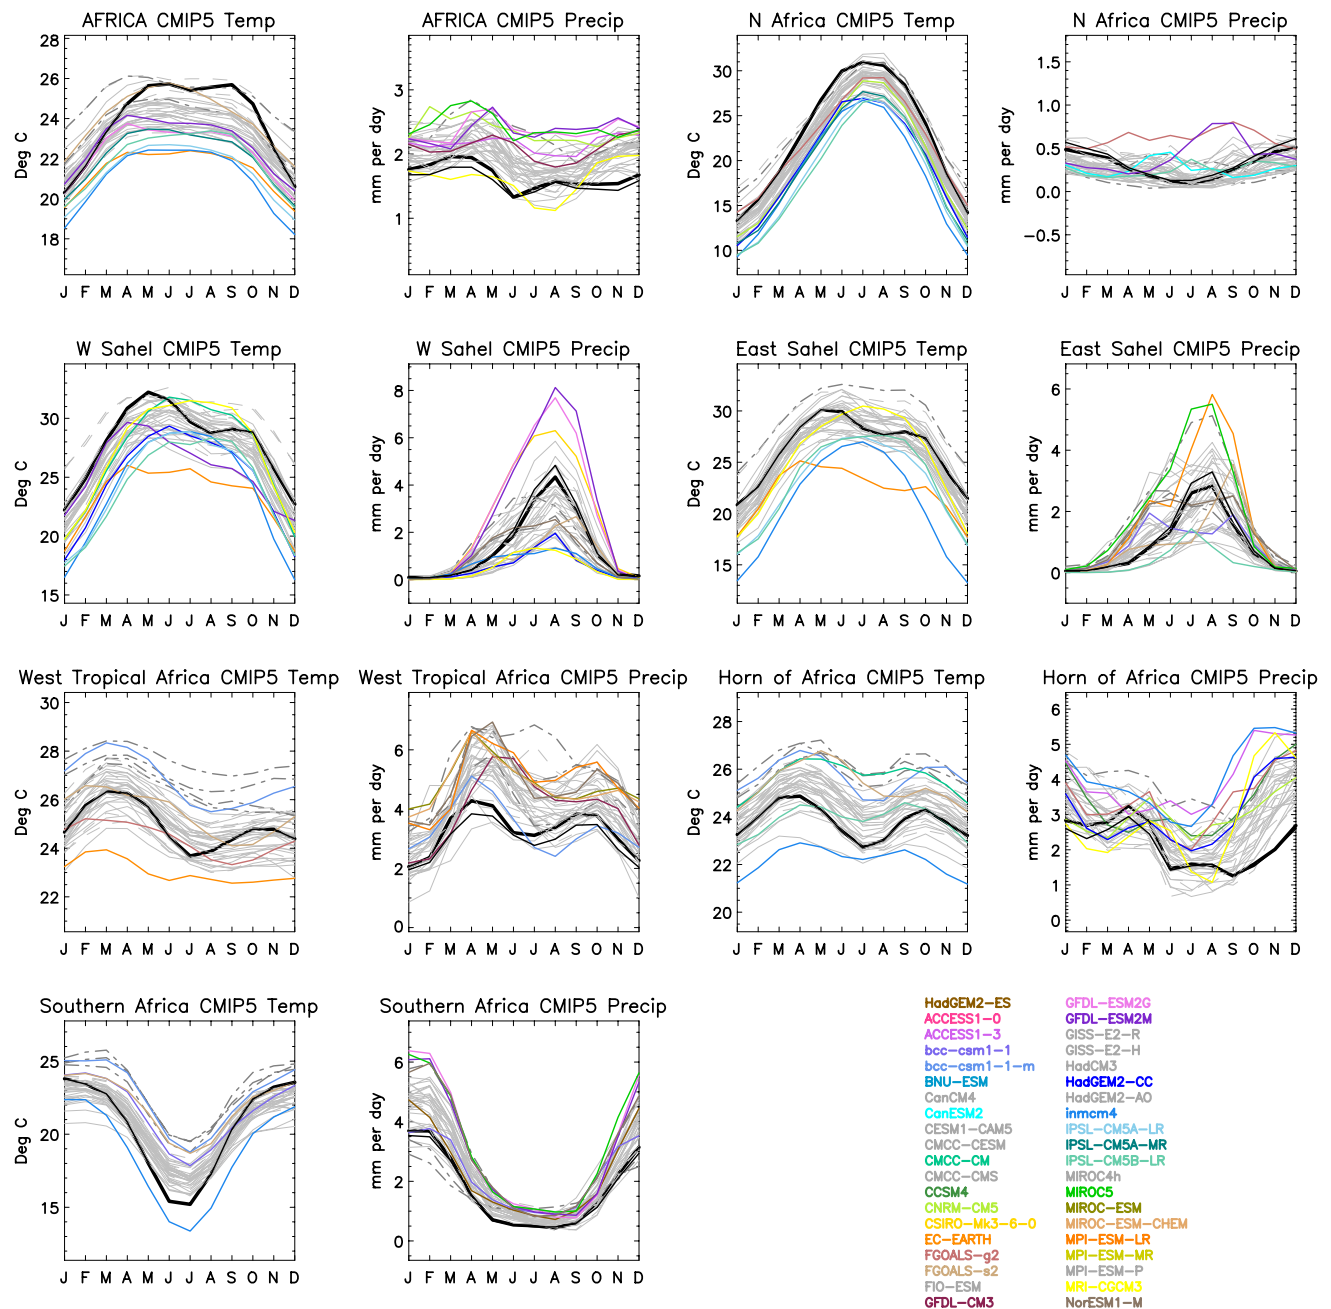 AFRICA CMIP5 Temp
AFRICA CMIP5 Precip
N Africa CMIP5 Temp
N Africa CMIP5 Precip
28
26
24
22
20
18
Deg C
J F M A M J J A S O N D
3
2
1
mm per day
J F M A M J J A S O N D
30
25
20
15
10
Deg C
J F M A M J J A S O N D
1.5
1.0
0.5
0.0
−0.5
mm per day
J F M A M J J A S O N D
W Sahel CMIP5 Temp
W Sahel CMIP5 Precip
East Sahel CMIP5 Temp
East Sahel CMIP5 Precip
30
25
20
15
Deg C
J F M A M J J A S O N D
8
6
4
2
0
mm per day
J F M A M J J A S O N D
30
25
20
15
Deg C
J F M A M J J A S O N D
6
4
2
0
mm per day
J F M A M J J A S O N D
West Tropical Africa CMIP5 Temp
West Tropical Africa CMIP5 Precip
Horn of Africa CMIP5 Temp
Horn of Africa CMIP5 Precip
30
28
26
24
22
Deg C
J F M A M J J A S O N D
6
4
2
0
mm per day
J F M A M J J A S O N D
28
26
24
22
20
Deg C
J F M A M J J A S O N D
6
5
4
3
2
1
0
mm per day
J F M A M J J A S O N D
Southern Africa CMIP5 Temp
Southern Africa CMIP5 Precip
25
20
15
Deg C
J F M A M J J A S O N D
6
4
2
0
mm per day
J F M A M J J A S O N D
HadGEM2−ES
ACCESS1−0
ACCESS1−3
bcc−csm1−1
bcc−csm1−1−m
BNU−ESM
CanCM4
CanESM2
CESM1−CAM5
CMCC−CESM
CMCC−CM
CMCC−CMS
CCSM4
CNRM−CM5
CSIRO−Mk3−6−0
EC−EARTH
FGOALS−g2
FGOALS−s2
FIO−ESM
GFDL−CM3
GFDL−ESM2G
GFDL−ESM2M
GISS−E2−R
GISS−E2−H
HadCM3
HadGEM2−CC
HadGEM2−AO
inmcm4
IPSL−CM5A−LR
IPSL−CM5A−MR
IPSL−CM5B−LR
MIROC4h
MIROC5
MIROC−ESM
MIROC−ESM−CHEM
MPI−ESM−LR
MPI−ESM−MR
MPI−ESM−P
MRI−CGCM3
NorESM1−M